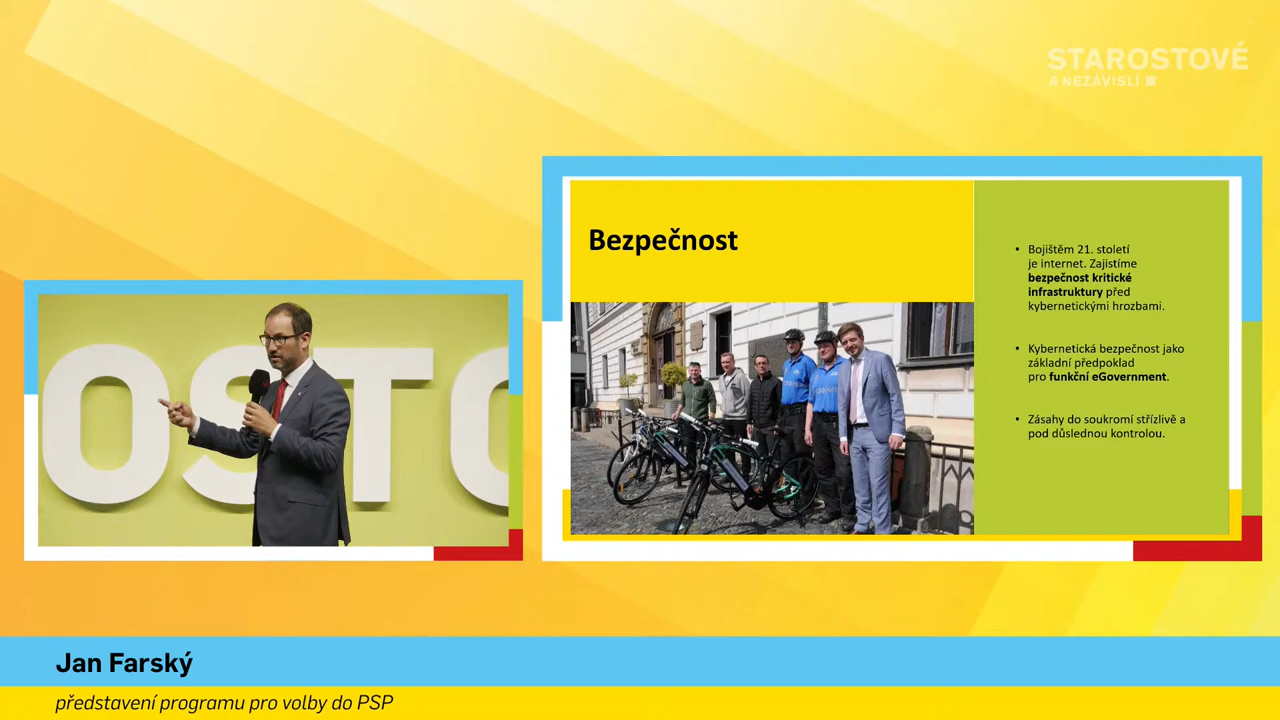 STAROSTOVÉ
A NEZÁVISLÍ
OSTO
Bezpečnost
• Bojištěm 21. století
je internet. Zajistíme
bezpečnost kritické
infrastruktury před
kybernetickými hrozbami.
• Kybernetická bezpečnost jako
základní předpoklad
pro funkční eGovernment.
• Zásahy do soukromí střízlivě a
pod důslednou kontrolou.
Jan Farský
představení programu pro volby do PSP